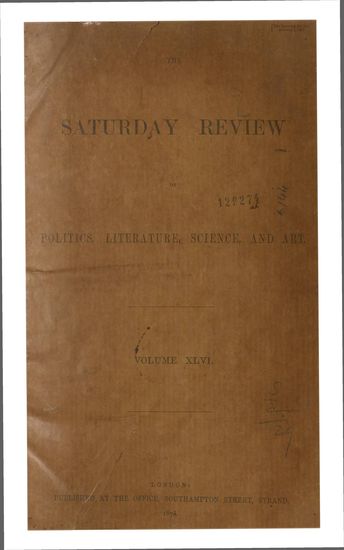 THE
SATURDAY REVIEW
OF
POLITICS, LITERATURE, SCIENCE, AND ART.
VOLUME XLVI.
LONDON:
PUBLISHED AT THE OFFICE, SOUTHAMPTON STREET, STRAND.
1878.